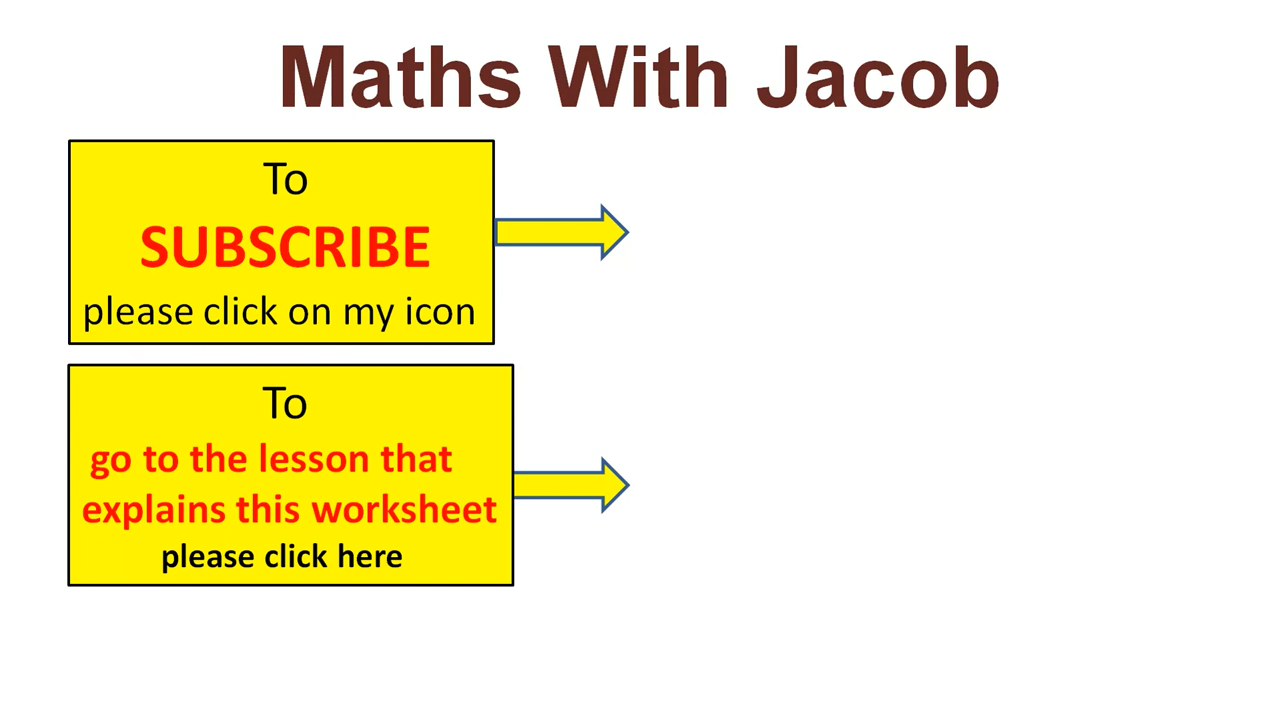 Maths With Jacob
To
SUBSCRIBE
please click on my icon
To
go to the lesson that
explains this worksheet
please click here